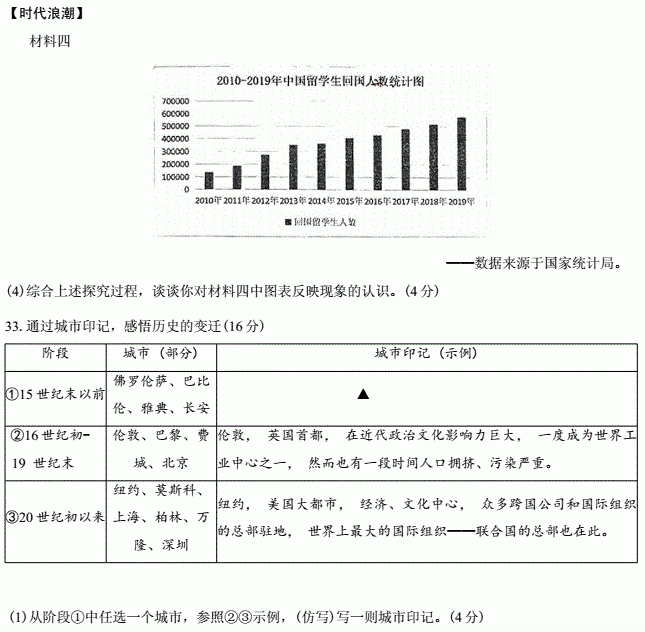 【时代浪潮】
材料四
2010-2019年中国留学生回国人数统计图
700000
600000
500000
400000
300000
200000
100000
0
2010年 2011年 2012年 2013年 2014年 2015年 2016年 2017年 2018年 2019年
■回国留学生人数
——数据来源于国家统计局。
(4)综合上述探究过程，谈谈你对材料四中图表反映现象的认识。(4分)
33.通过城市印记，感悟历史的变迁(16分)
阶段 城市（部分） 城市印记（示例）
①15世纪末以前 佛罗伦萨、巴比伦、雅典、长安 ▲
②16世纪初-19 世纪末 伦敦、巴黎、费城、北京 伦敦，英国首都，在近代政治文化影响力巨大，一度成为世界工
业中心之一，然而也有一段时间人口拥挤、污染严重。
③20世纪初以来 纽约、莫斯科、上海、柏林、万隆、深圳 纽约，美国大都市，经济、文化中心，众多跨国公司和国际组织
的总部驻地，世界上最大的国际组织——联合国的总部也在此。
(1)从阶段①中任选一个城市，参照②③示例，(仿写)写一则城市印记。(4分)